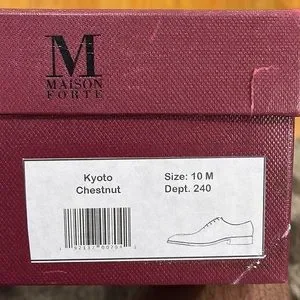 M
MAISON
FORTE
Kyoto
Chestnut
Size: 10 M
Dept. 240